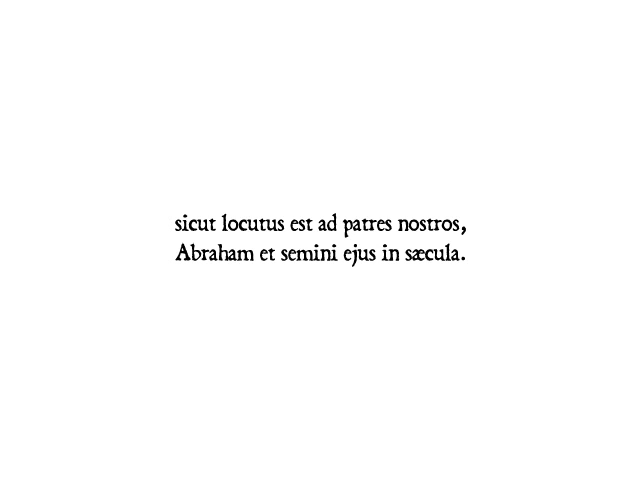 sicut locutus est ad patres nostros,
Abraham et semini ejus in sæcula.